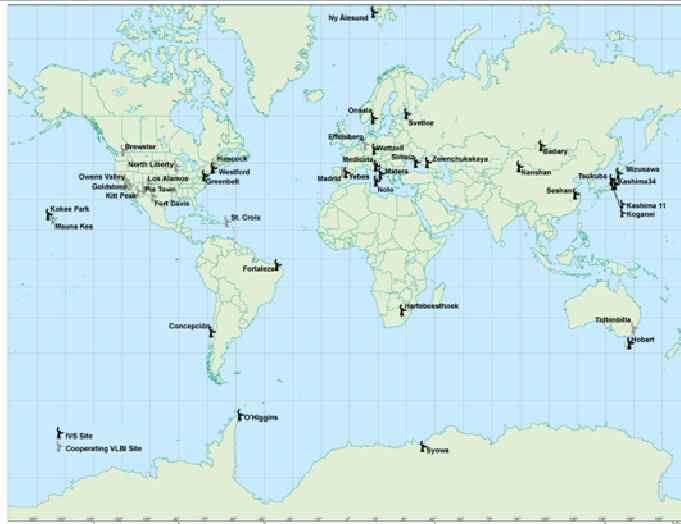 Ny Ålesund
Onsala
Svetloe
Effelsberg
Wettzell
Badary
Brewster
Medicina
Simeiz
Zelenchukskaya
North Liberty
Hancock
Westford
Nanshan
Mizusawa
Tsukuba
Kashima34
Owens Valley
Los Alamos
Greenbelt
Matera
Madrid
Yebes
Goldstone
Pie Town
Noto
Seshan
Kitt Peak
Fort Davis
Kashima 11
Koganei
Kokee Park
Mauna Kea
St. Croix
Fortaleza
Hartebeesthoek
Concepción
Tidbinbilla
Hobart
O'Higgins
IVS Site
Cooperating VLBI Site
Syowa